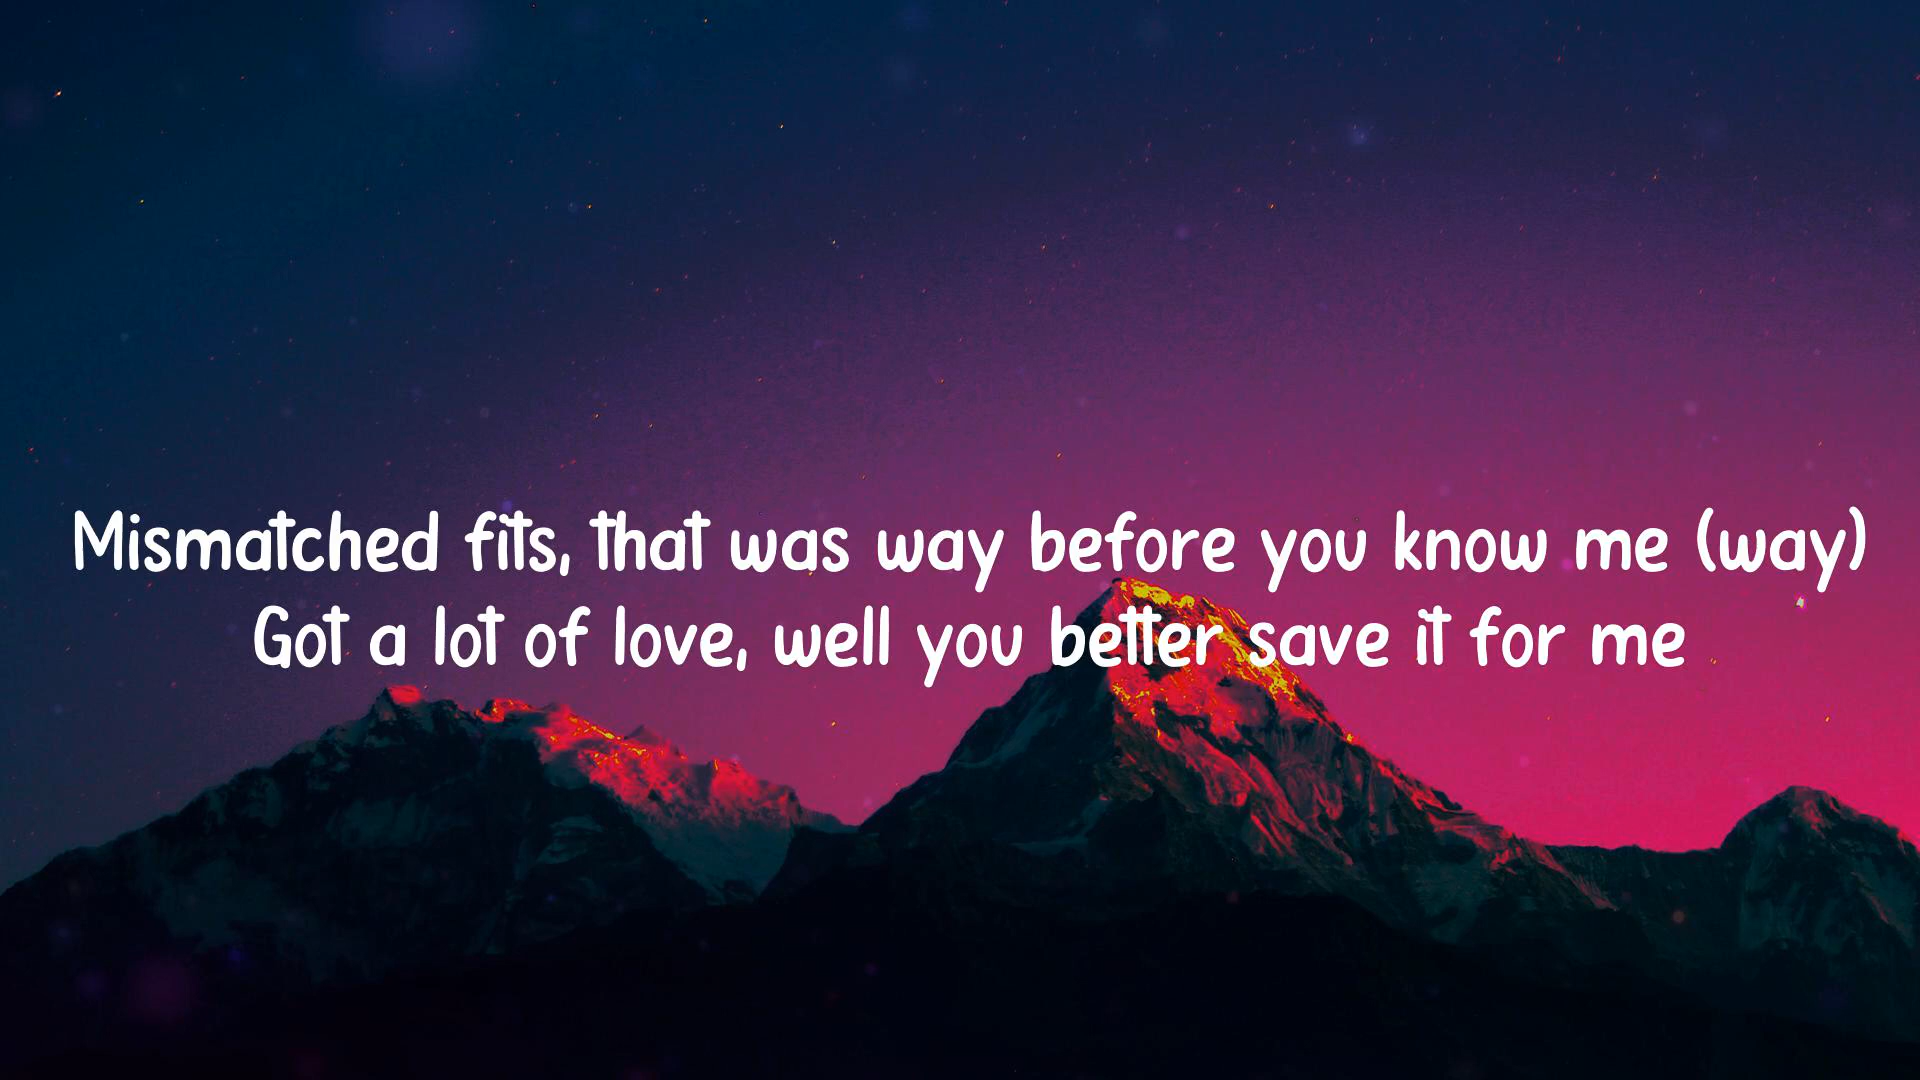 Mismatched fits, that was way before you know me (way)
Got a lot of love, well you better save it for me